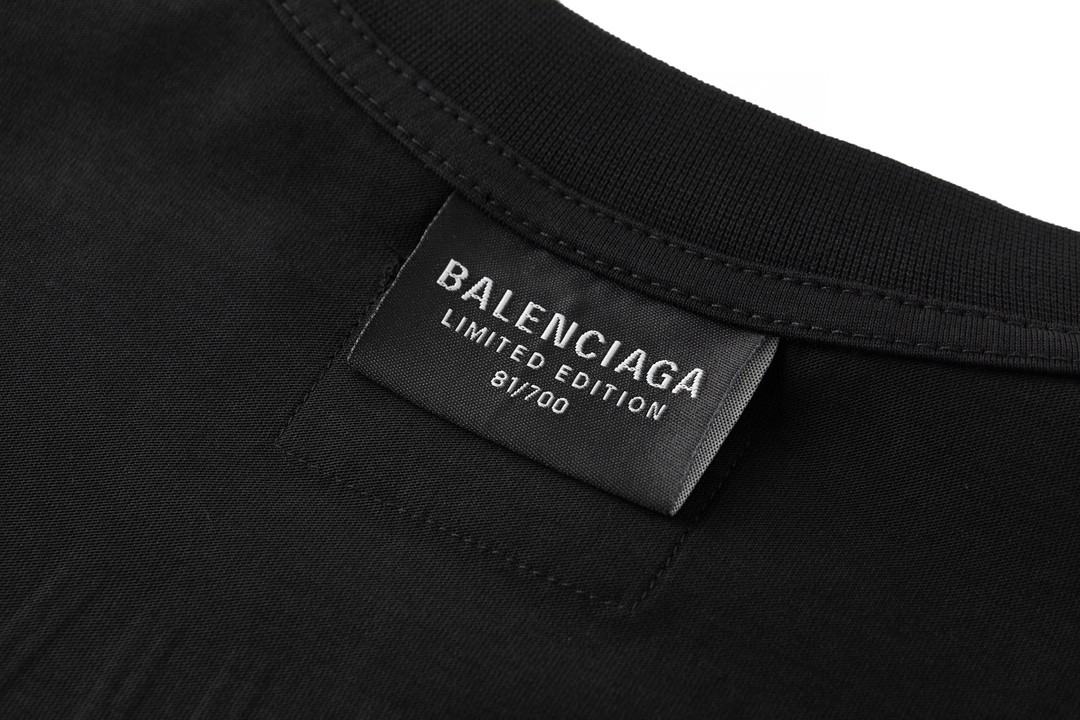 BALENCIAGA
LIMITED EDITION
81/700